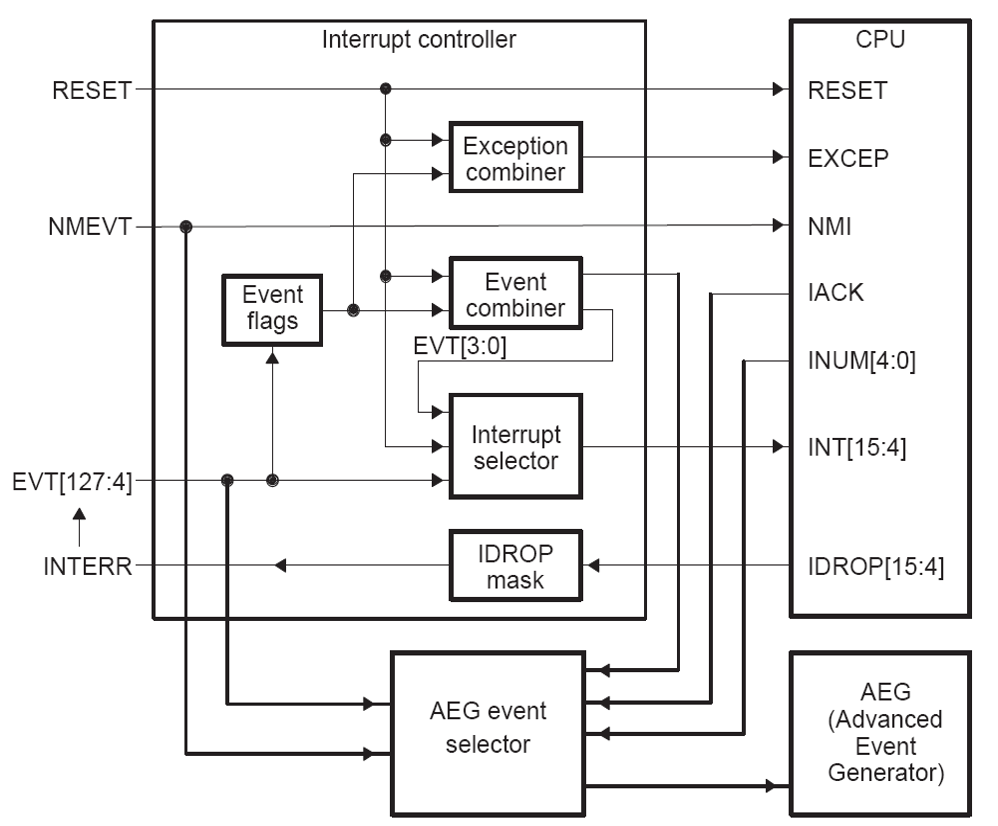 Interrupt controller
CPU
RESET
RESET
Exception
combiner
EXCEP
NMEVT
NMI
Event
flags
Event
combiner
IACK
EVT[3:0]
INUM[4:0]
Interrupt
selector
INT[15:4]
EVT[127:4]
INTERR
IDROP
mask
IDROP[15:4]
AEG event
selector
AEG
(Advanced
Event
Generator)